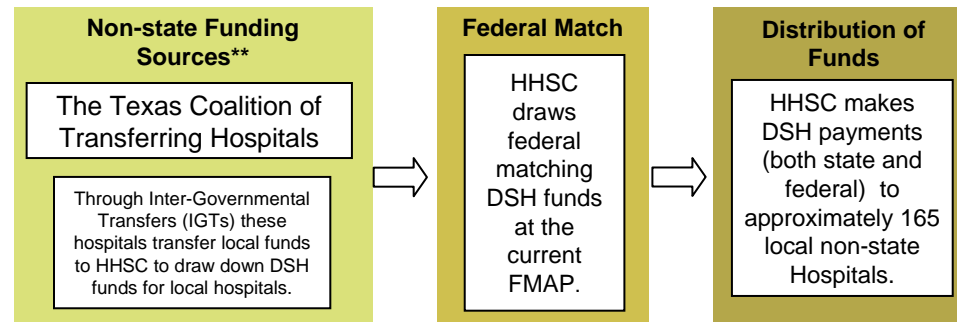 Non-state Funding
Sources**
The Texas Coalition of
Transferring Hospitals
Through Inter-Governmental
Transfers (IGTs) these
hospitals transfer local funds
to HHSC to draw down DSH
funds for local hospitals.
Federal Match
HHSC
draws
federal
matching
DSH funds
at the
current
FMAP.
Distribution of
Funds
HHSC makes
DSH payments
(both state and
federal) to
approximately 165
local non-state
Hospitals.